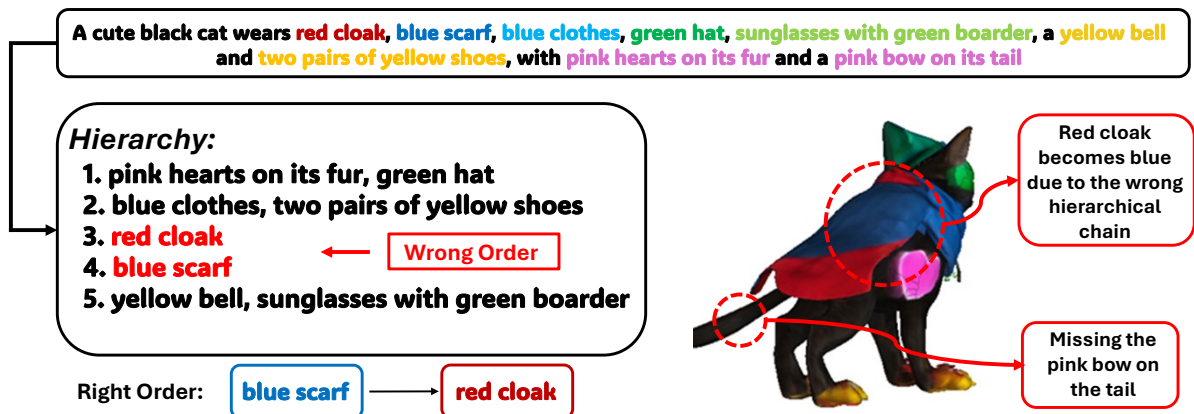 A cute black cat wears red cloak, blue scarf, blue clothes, green hat, sunglasses with green boarder, a yellow bell
and two pairs of yellow shoes, with pink hearts on its fur and a pink bow on its tail
Hierarchy:
1. pink hearts on its fur, green hat
2. blue clothes, two pairs of yellow shoes
3. red cloak
4. blue scarf
Wrong Order
5. yellow bell, sunglasses with green boarder
Right Order:
blue scarf
red cloak
Red cloak
becomes blue
due to the wrong
hierarchical
chain
Missing the
pink bow on
the tail